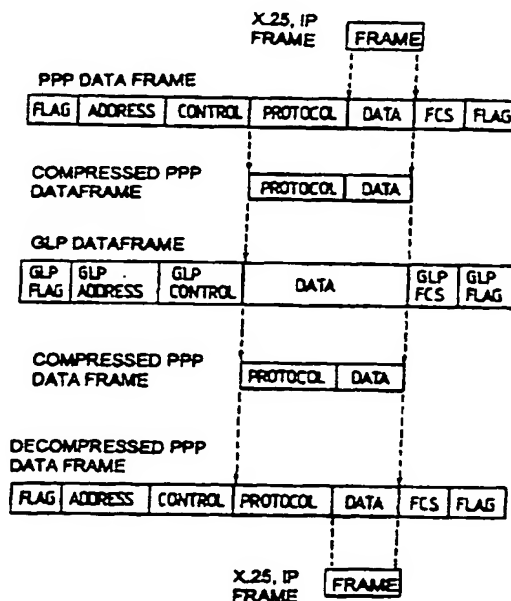 X.25, IP
FRAME
FRAME
PPP DATA FRAME
FLAG ADDRESS CONTROL PROTOCOL DATA FCS FLAG
COMPRESSED PPP
DATAFRAME
PROTOCOL DATA
GLP DATAFRAME
GLP FLAG GLP ADDRESS GLP CONTROL DATA GLP FCS GLP FLAG
COMPRESSED PPP
DATA FRAME
PROTOCOL DATA
DECOMPRESSED PPP
DATA FRAME
FLAG ADDRESS CONTROL PROTOCOL DATA FCS FLAG
X.25, IP
FRAME
FRAME